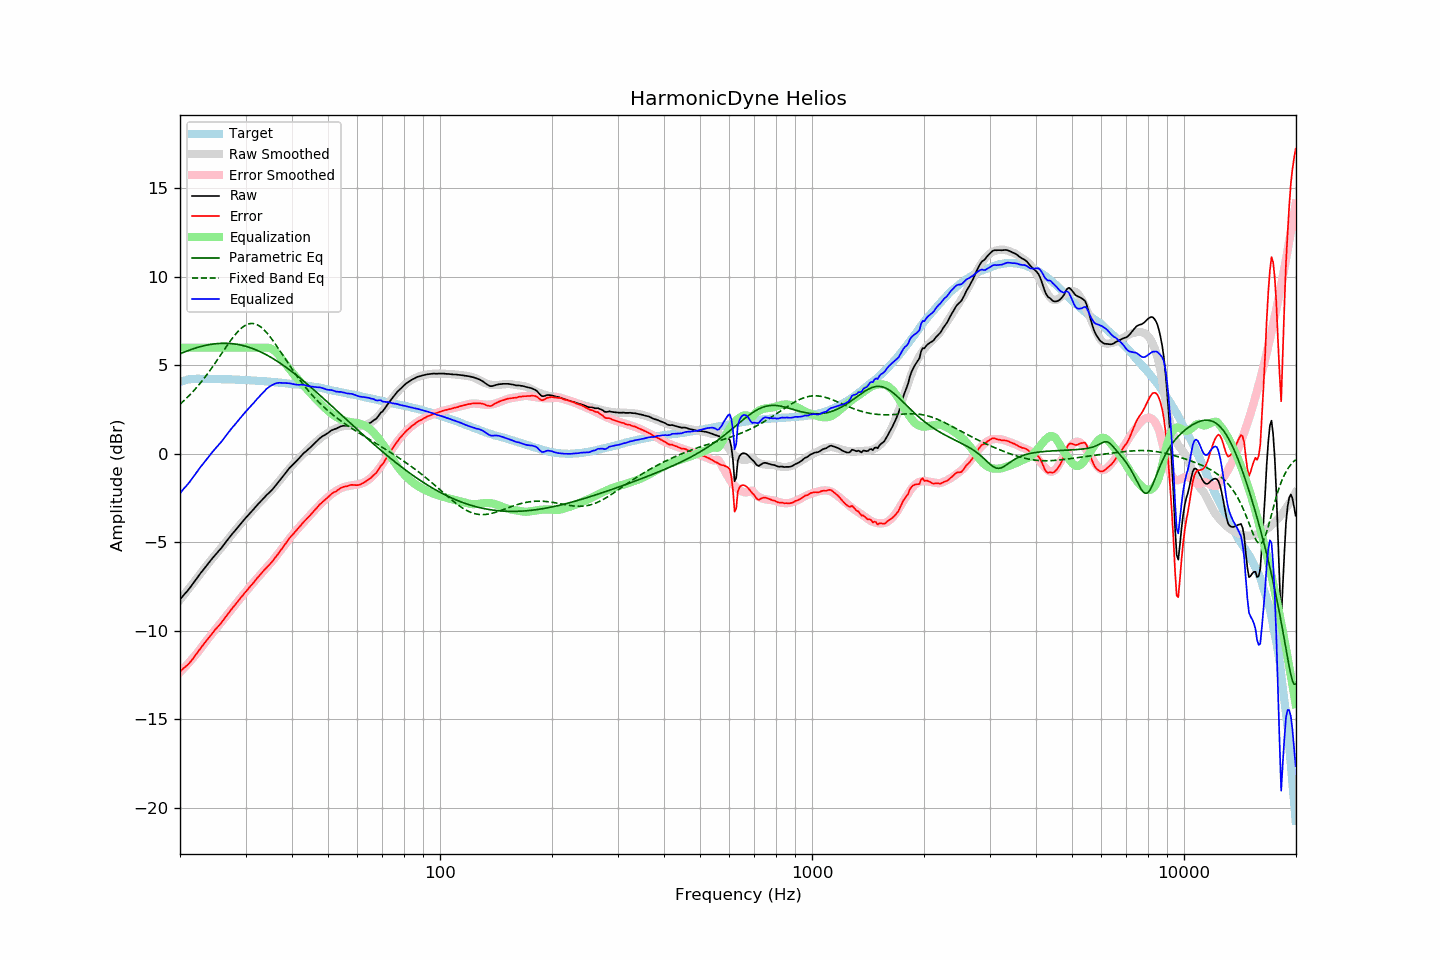 HarmonicDyne Helios
Target
Raw Smoothed
Error Smoothed
Raw
Error
Equalization
Parametric Eq
Fixed Band Eq
Equalized
15
10
5
0
−5
−10
−15
−20
Amplitude (dBr)
100
1000
10000
Frequency (Hz)